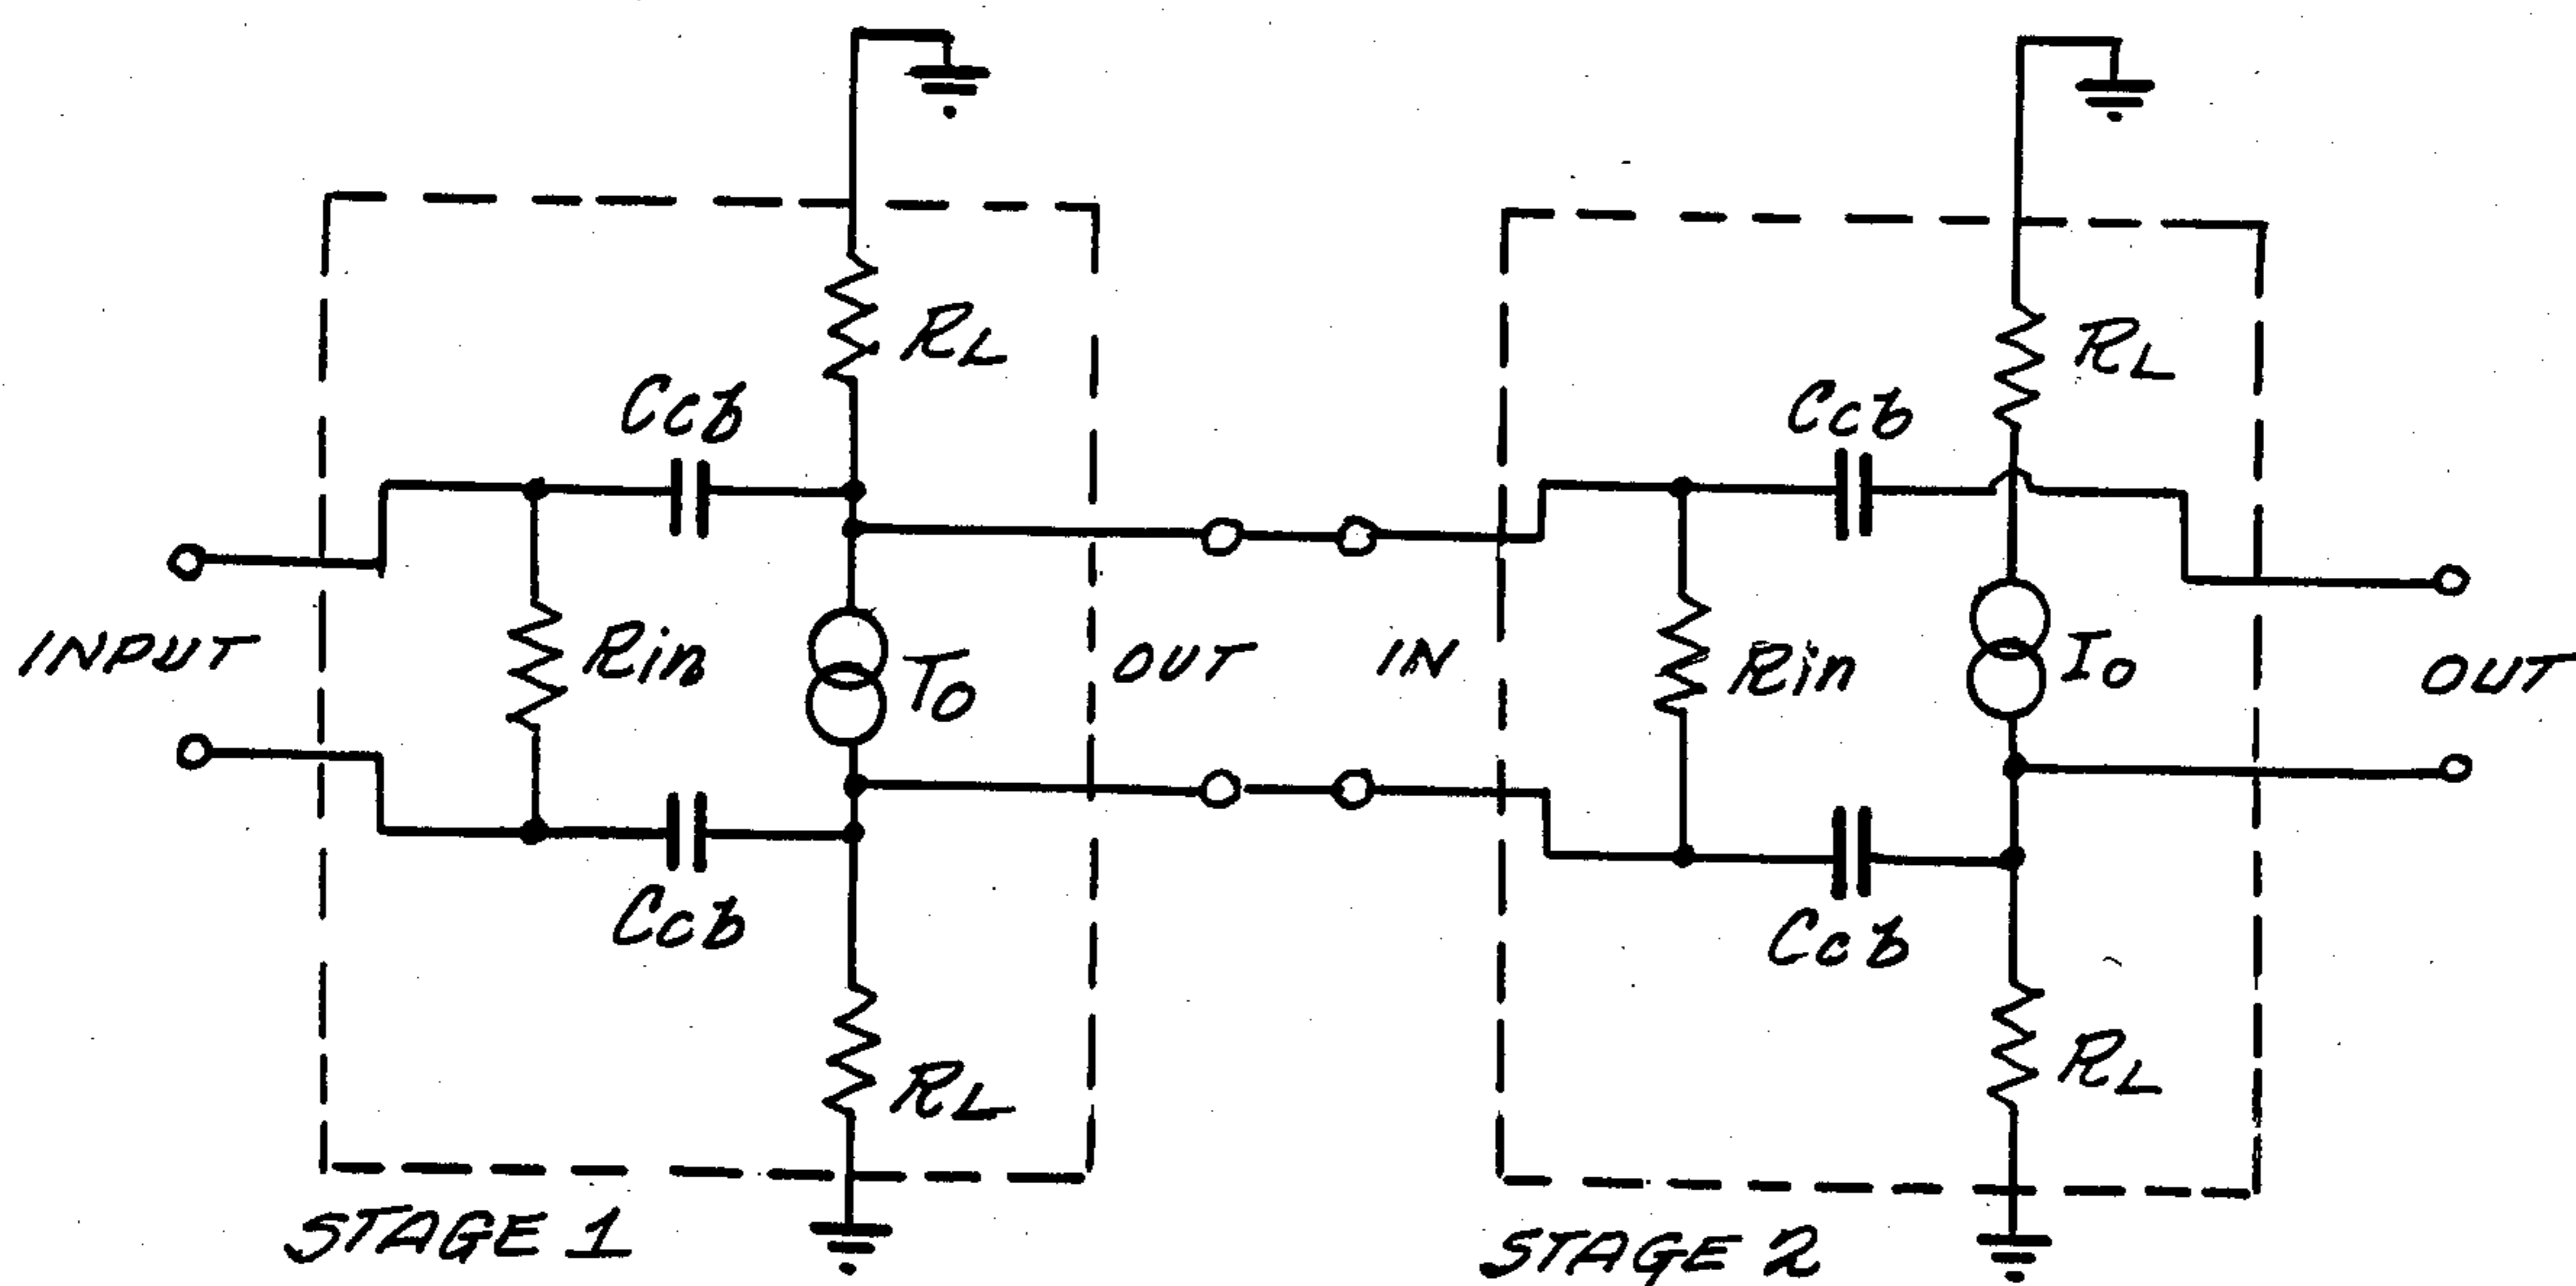 RL
RL
Ccb
Ccb
INPUT
Rin
To
OUT
IN
Rin
Io
OUT
Ccb
Ccb
RL
RL
STAGE 1
STAGE 2